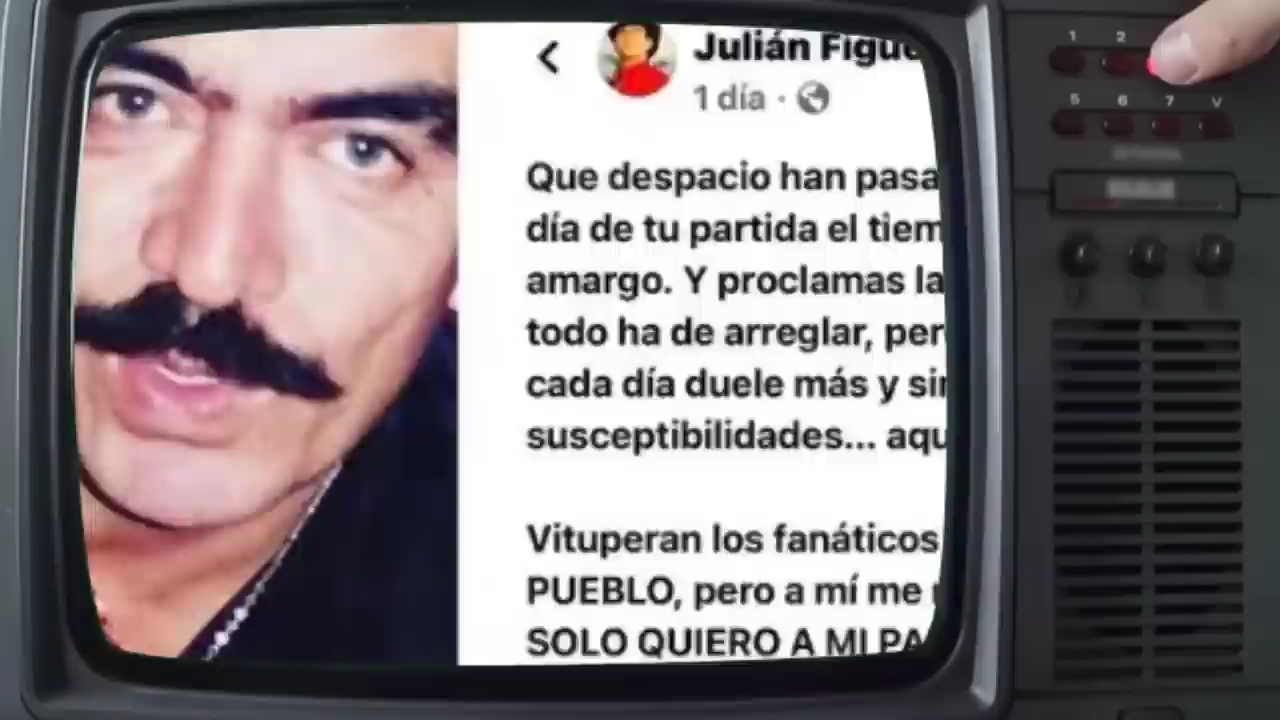 Julián Figue
1 día
Que despacio han pasa
día de tu partida el tiem
amargo. Y proclamas la
todo ha de arreglar, per
cada día duele más y sin
susceptibilidades... aqu
Vituperan los fanáticos
PUEBLO, pero a mí me
SOLO QUIERO A MI PA
1 2
5 6 7 V